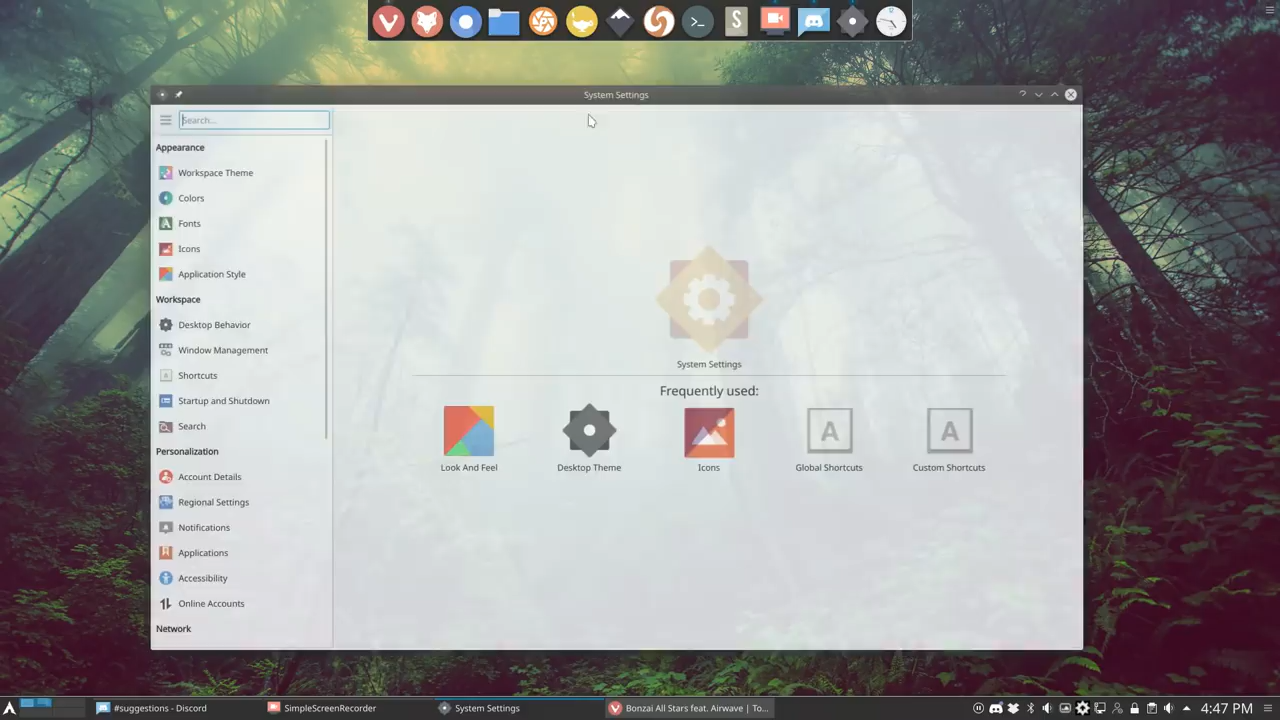 System Settings
Search...
Appearance
Workspace Theme
Colors
Fonts
Icons
Application Style
Workspace
Desktop Behavior
Window Management
Shortcuts
Startup and Shutdown
Search
Personalization
Account Details
Regional Settings
Notifications
Applications
Accessibility
Online Accounts
Network
System Settings
Frequently used:
Look And Feel
Desktop Theme
Icons
Global Shortcuts
Custom Shortcuts
#suggestions - Discord
SimpleScreenRecorder
System Settings
Bonzai All Stars feat. Airwave | To...
4:47 PM